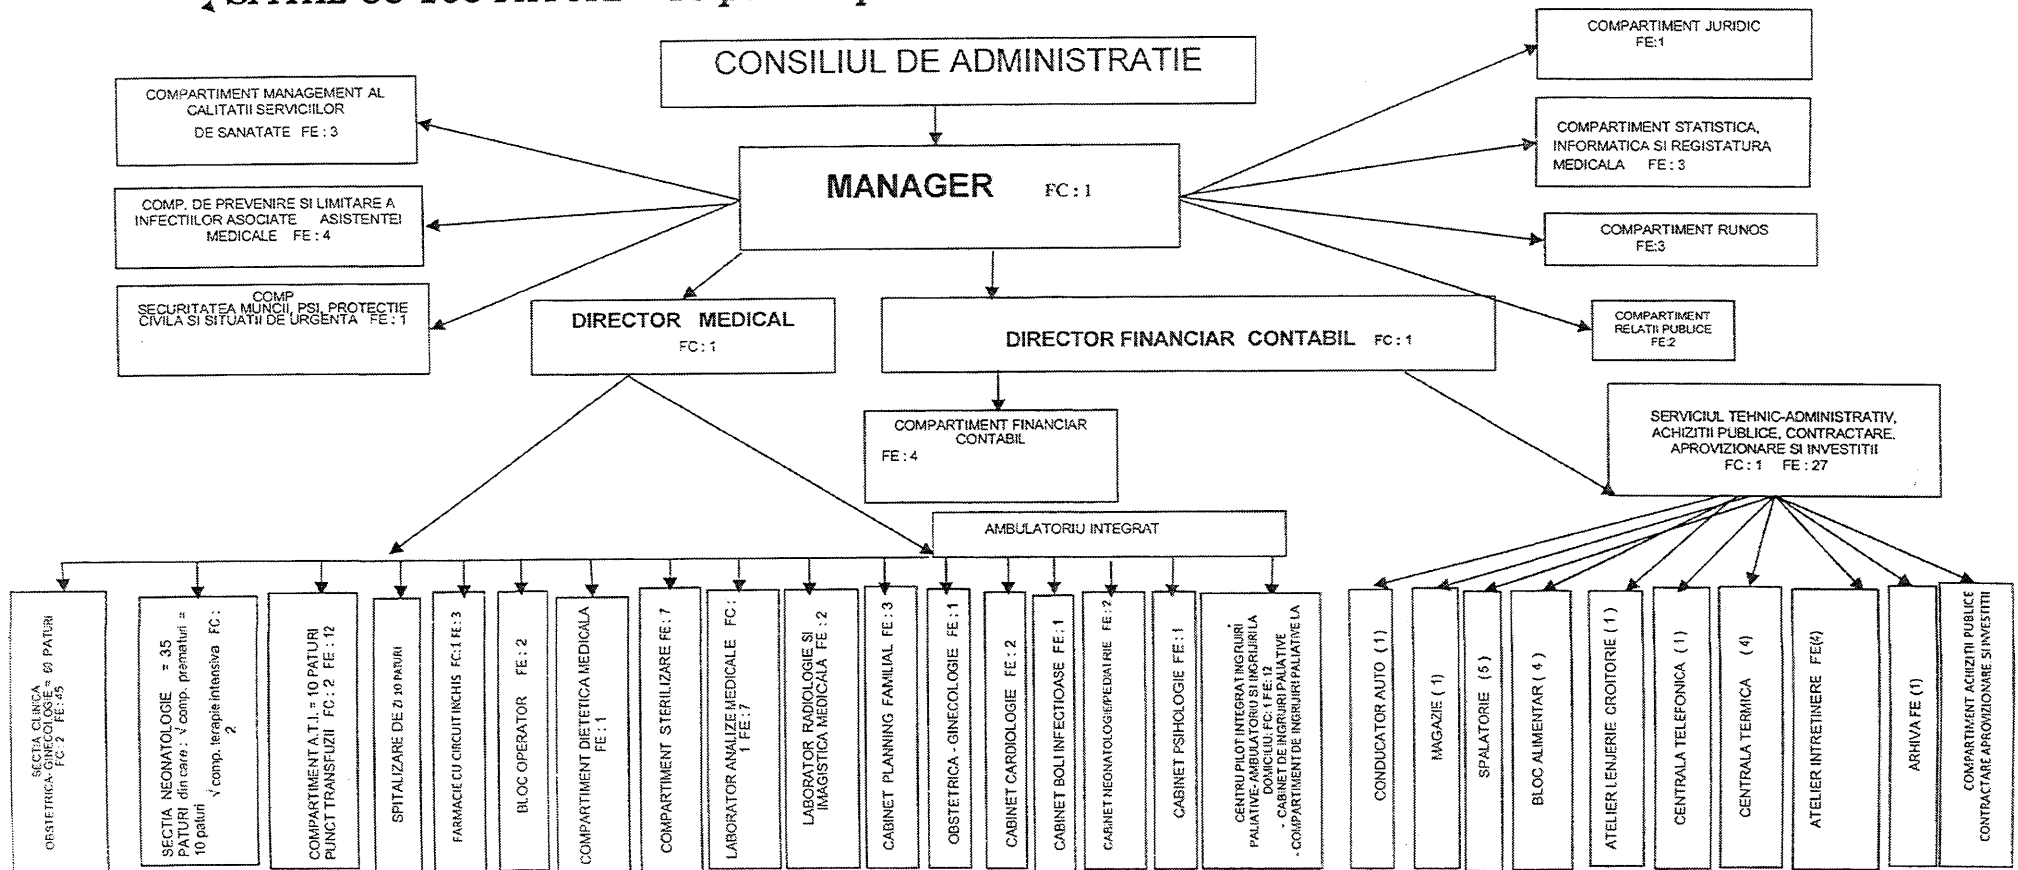 CONSILIUL DE ADMINISTRATIE
COMPARTIMENT JURIDIC
FE:1
COMPARTIMENT MANAGEMENT AL
CALITATII SERVICIILOR
DE SANATATE FE : 3
MANAGER FC : 1
COMPARTIMENT STATISTICA,
INFORMATICA SI REGISTATURA
MEDICALA FE : 3
COMP. DE PREVENIRE SI LIMITARE A
INFECTIILOR ASOCIATE ASISTENTEI
MEDICALE FE : 4
COMPARTIMENT RUNOS
FE:3
COMP
SECURITATEA MUNCII, PSI, PROTECTIE
CIVILA SI SITUATII DE URGENTA FE : 1
DIRECTOR MEDICAL
FC : 1
DIRECTOR FINANCIAR CONTABIL FC : 1
COMPARTIMENT
RELATII PUBLICE
FE:2
COMPARTIMENT FINANCIAR
CONTABIL
FE : 4
SERVICIUL TEHNIC-ADMINISTRATIV,
ACHIZITII PUBLICE, CONTRACTARE,
APROVIZIONARE SI INVESTITII
FC : 1 FE : 27
AMBULATORIU INTEGRAT
SECTIA CLINICA
OBSTETRICA- GINECOLOGIE = 60 PATURI
FC : 2 FE : 45
SECTIA NEONATOLOGIE = 35
PATURI din care : √ comp. prematuri =
10 paturi
√ comp. terapie intensiva FC :
2
COMPARTIMENT A.T.I. = 10 PATURI
PUNCT TRANSFUZII FC : 2 FE : 12
SPITALIZARE DE ZI 10 PATURI
FARMACIE CU CIRCUIT INCHIS FC:1 FE: 3
BLOC OPERATOR FE : 2
COMPARTIMENT DIETETICA MEDICALA
FE : 1
COMPARTIMENT STERILIZARE FE : 7
LABORATOR ANALIZE MEDICALE FC :
1 FE : 7
LABORATOR RADIOLOGIE SI
IMAGISTICA MEDICALA FE : 2
CABINET PLANNING FAMILIAL FE : 3
OBSTETRICA - GINECOLOGIE FE : 1
CABINET CARDIOLOGIE FE : 2
CABINET BOLI INFECTIOASE FE : 1
CABINET NEONATOLOGIE/PEDIATRIE FE : 2
CABINET PSIHOLOGIE FE : 1
CENTRU PILOT INTEGRAT INGRIJIRI
PALIATIVE-AMBULATORIU SI INGRIJIRI LA
DOMICILIU: FC: 1 FE: 12
- CABINET DE INGRIJIRI PALIATIVE
- COMPARTIMENT DE INGRIJIRI PALIATIVE LA
CONDUCATOR AUTO (1)
MAGAZIE ( 1 )
SPALATORIE ( 5 )
BLOC ALIMENTAR ( 4 )
ATELIER LENJERIE CROITORIE ( 1 )
CENTRALA TELEFONICA ( 1 )
CENTRALA TERMICA ( 4 )
ATELIER INTRETINERE FE(4)
ARHIVA FE ( 1 )
COMPARTIMENT ACHIZITII PUBLICE
CONTRACTARE APROVIZIONARE SI INVESTITII